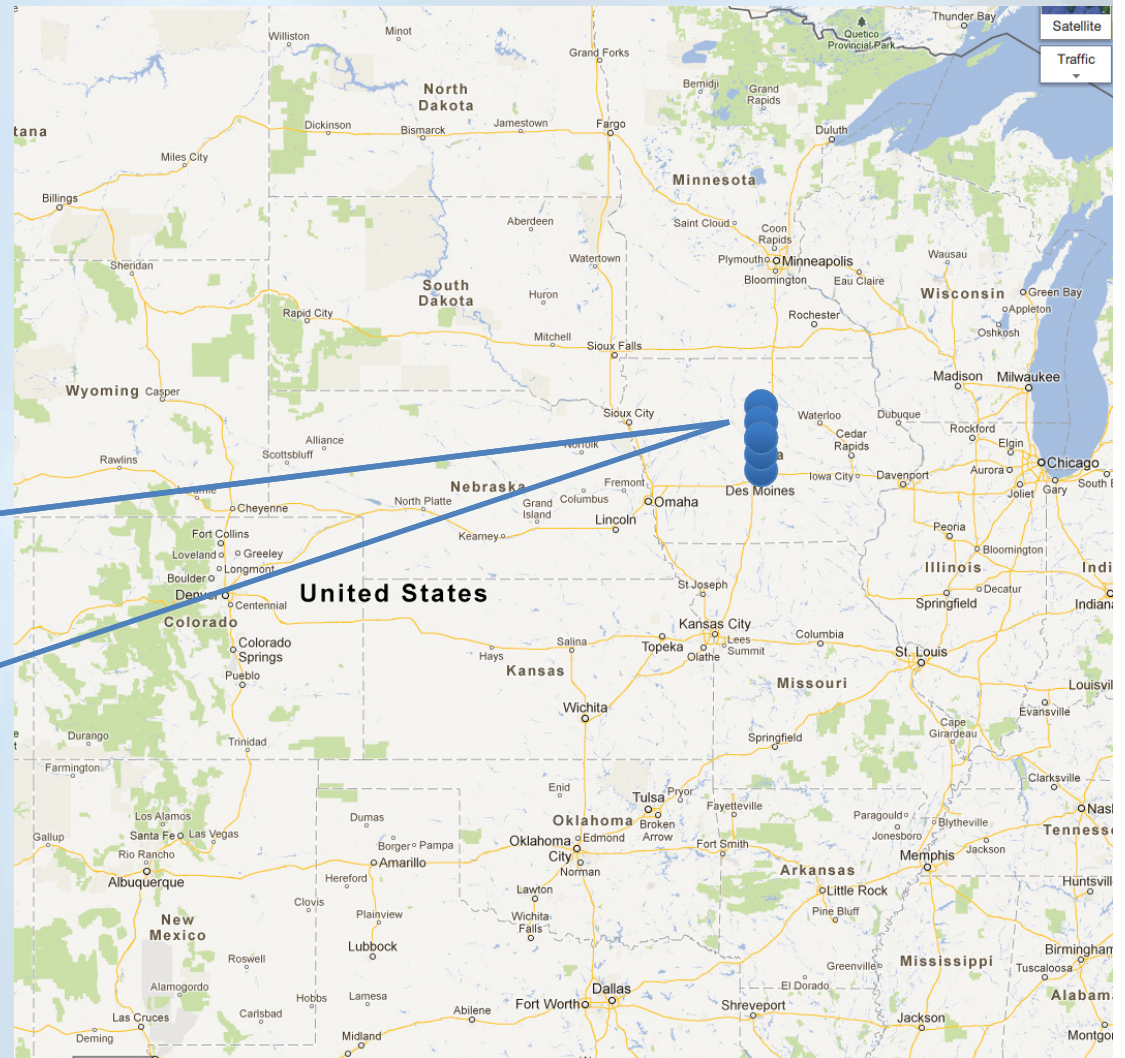 Thunder Bay
Satellite
Traffic
Williston
Minot
Quetico
Provincial Park
Grand Forks
North
Dakota
Bemidji
Grand
Rapids
tana
Dickinson
Bismarck
Jamestown
Fargo
Duluth
Miles City
Minnesota
Billings
Aberdeen
Saint Cloud
Coon
Rapids
Watertown
Plymouth
Minneapolis
Bloomington
Eau Claire
Wausau
Sheridan
South
Dakota
Huron
Wisconsin
Green Bay
Appleton
Rapid City
Rochester
Oshkosh
Mitchell
Sioux Falls
Madison
Milwaukee
Wyoming
Casper
Sioux City
Waterloo
Dubuque
Rockford
Cedar
Rapids
Elgin
Alliance
Scottsbluff
Norfolk
Rawlins
a
Chicago
Aurora
Iowa City
Davenport
Joliet
Gary
South B
Nebraska
Fremont
Des Moines
North Platte
Grand
Island
Columbus
Omaha
Cheyenne
Lincoln
Kearney
Peoria
Fort Collins
Loveland
Greeley
Longmont
Boulder
Bloomington
Illinois
Indi
Denver
Centennial
United States
St Joseph
Decatur
Springfield
Indiana
Colorado
Kansas City
Colorado
Springs
Salina
Topeka
Lees
Summit
Columbia
Hays
Olathe
St. Louis
Kansas
Pueblo
Missouri
Louisvil
Wichita
Evansville
Durango
Cape
Girardeau
Trinidad
Springfield
Farmington
Clarksville
Enid
Tulsa
Pryor
Los Alamos
Dumas
Fayetteville
Paragould
Blytheville
Nas
Santa Fe
Las Vegas
Gallup
Oklahoma
Broken
Arrow
Jonesboro
Tennesse
Borger
Pampa
Oklahoma
City
Edmond
Fort Smith
Jackson
Rio Rancho
Amarillo
Memphis
Norman
Arkansas
Albuquerque
Hereford
Huntsvill
Lawton
Little Rock
Clovis
Plainview
Wichita
Falls
Pine Bluff
New
Mexico
Lubbock
Birmingham
Roswell
Greenville
Mississippi
Tuscaloosa
Alamogordo
El Dorado
Hobbs
Lamesa
Dallas
Alabama
Abilene
Fort Worth
Shreveport
Las Cruces
Carlsbad
Jackson
Deming
Midland
Montgo